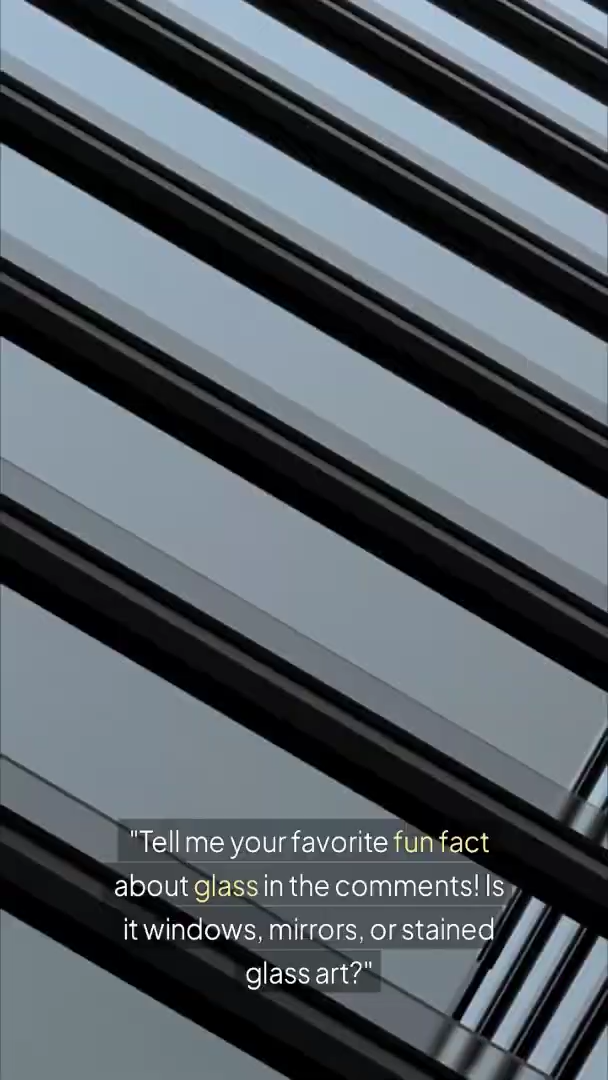 "Tell me your favorite fun fact
about glass in the comments! Is
it windows, mirrors, or stained
glass art?"